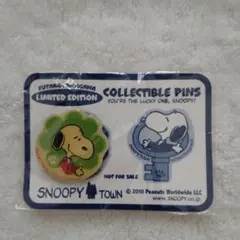 LIMITED EDITION
COLLECTIBLE PINS
YOU'RE THE LUCKY ONE, SNOOPY!
NOT FOR SALE
SNOOPY TOWN
© 2010 Peanuts Worldwide LLC
www.SNOOPY.co.jp